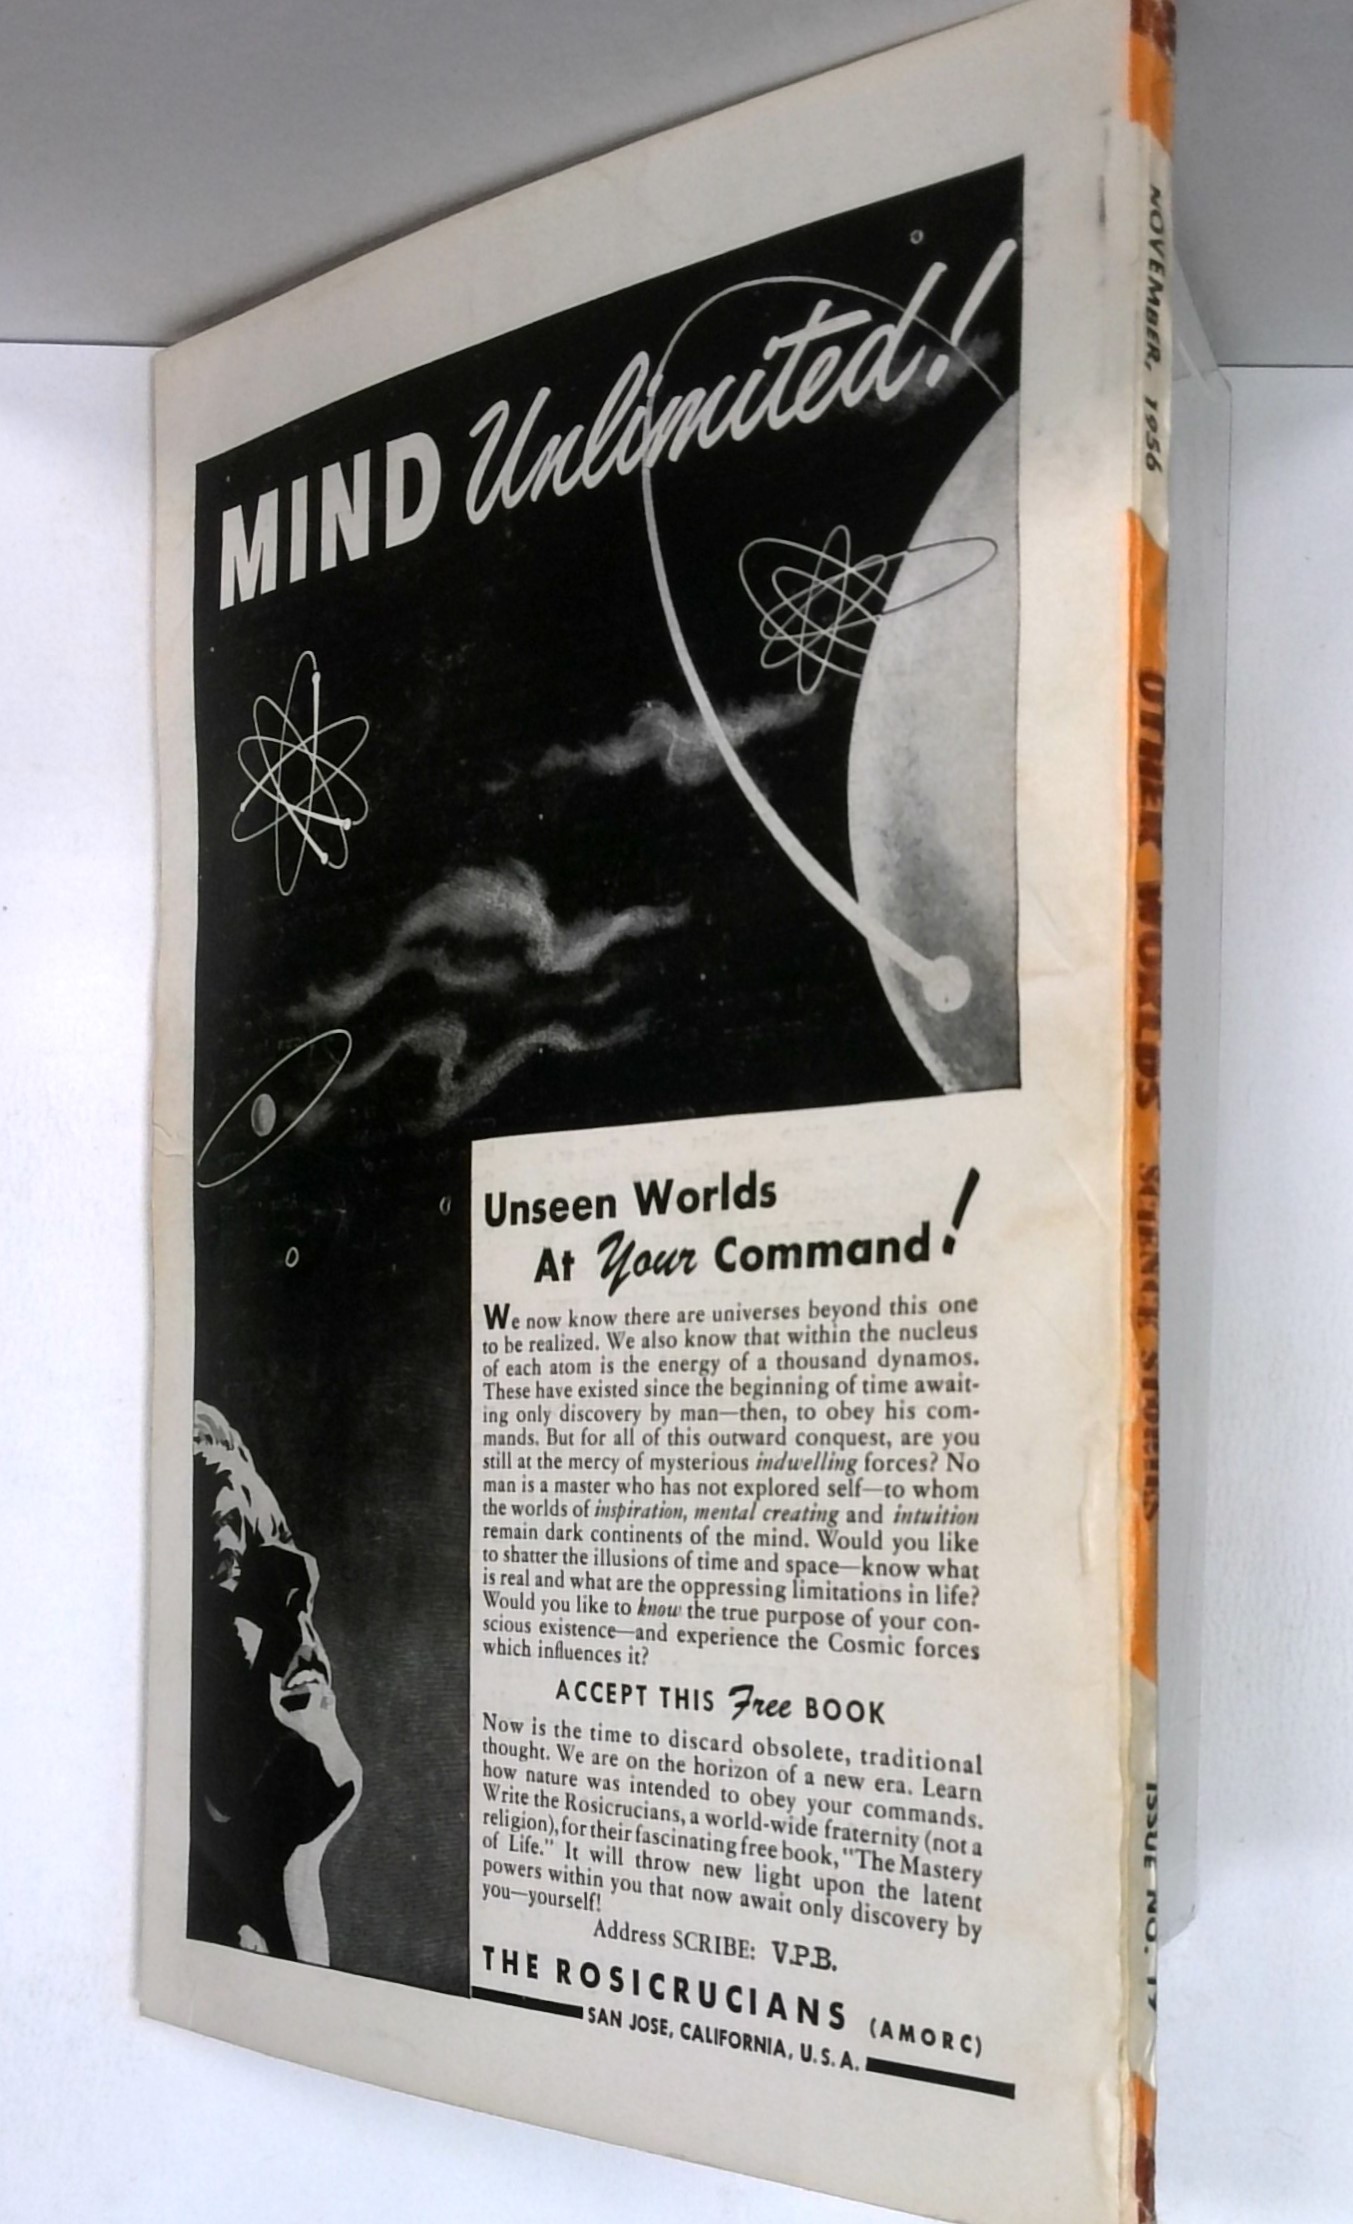 MIND Unlimited!
Unseen Worlds
At Your Command!
We now know there are universes beyond this one
to be realized. We also know that within the nucleus
of each atom is the energy of a thousand dynamos.
These have existed since the beginning of time await-
ing only discovery by man—then, to obey his com-
mands. But for all of this outward conquest, are you
still at the mercy of mysterious indwelling forces? No
man is a master who has not explored self—to whom
the worlds of inspiration, mental creating and intuition
remain dark continents of the mind. Would you like
to shatter the illusions of time and space—know what
is real and what are the oppressing limitations in life?
Would you like to know the true purpose of your con-
scious existence—and experience the Cosmic forces
which influences it?
ACCEPT THIS Free BOOK
Now is the time to discard obsolete, traditional
thought. We are on the horizon of a new era. Learn
how nature was intended to obey your commands.
Write the Rosicrucians, a world-wide fraternity (not a
religion), for their fascinating free book, "The Mastery
of Life." It will throw new light upon the latent
powers within you that now await only discovery by
you—yourself!
Address SCRIBE: V.P.B.
THE ROSICRUCIANS (AMORC)
SAN JOSE, CALIFORNIA, U.S.A.
NOVEMBER, 1956
OTHER WORLDS SCIENCE STORIES
ISSUE NO.